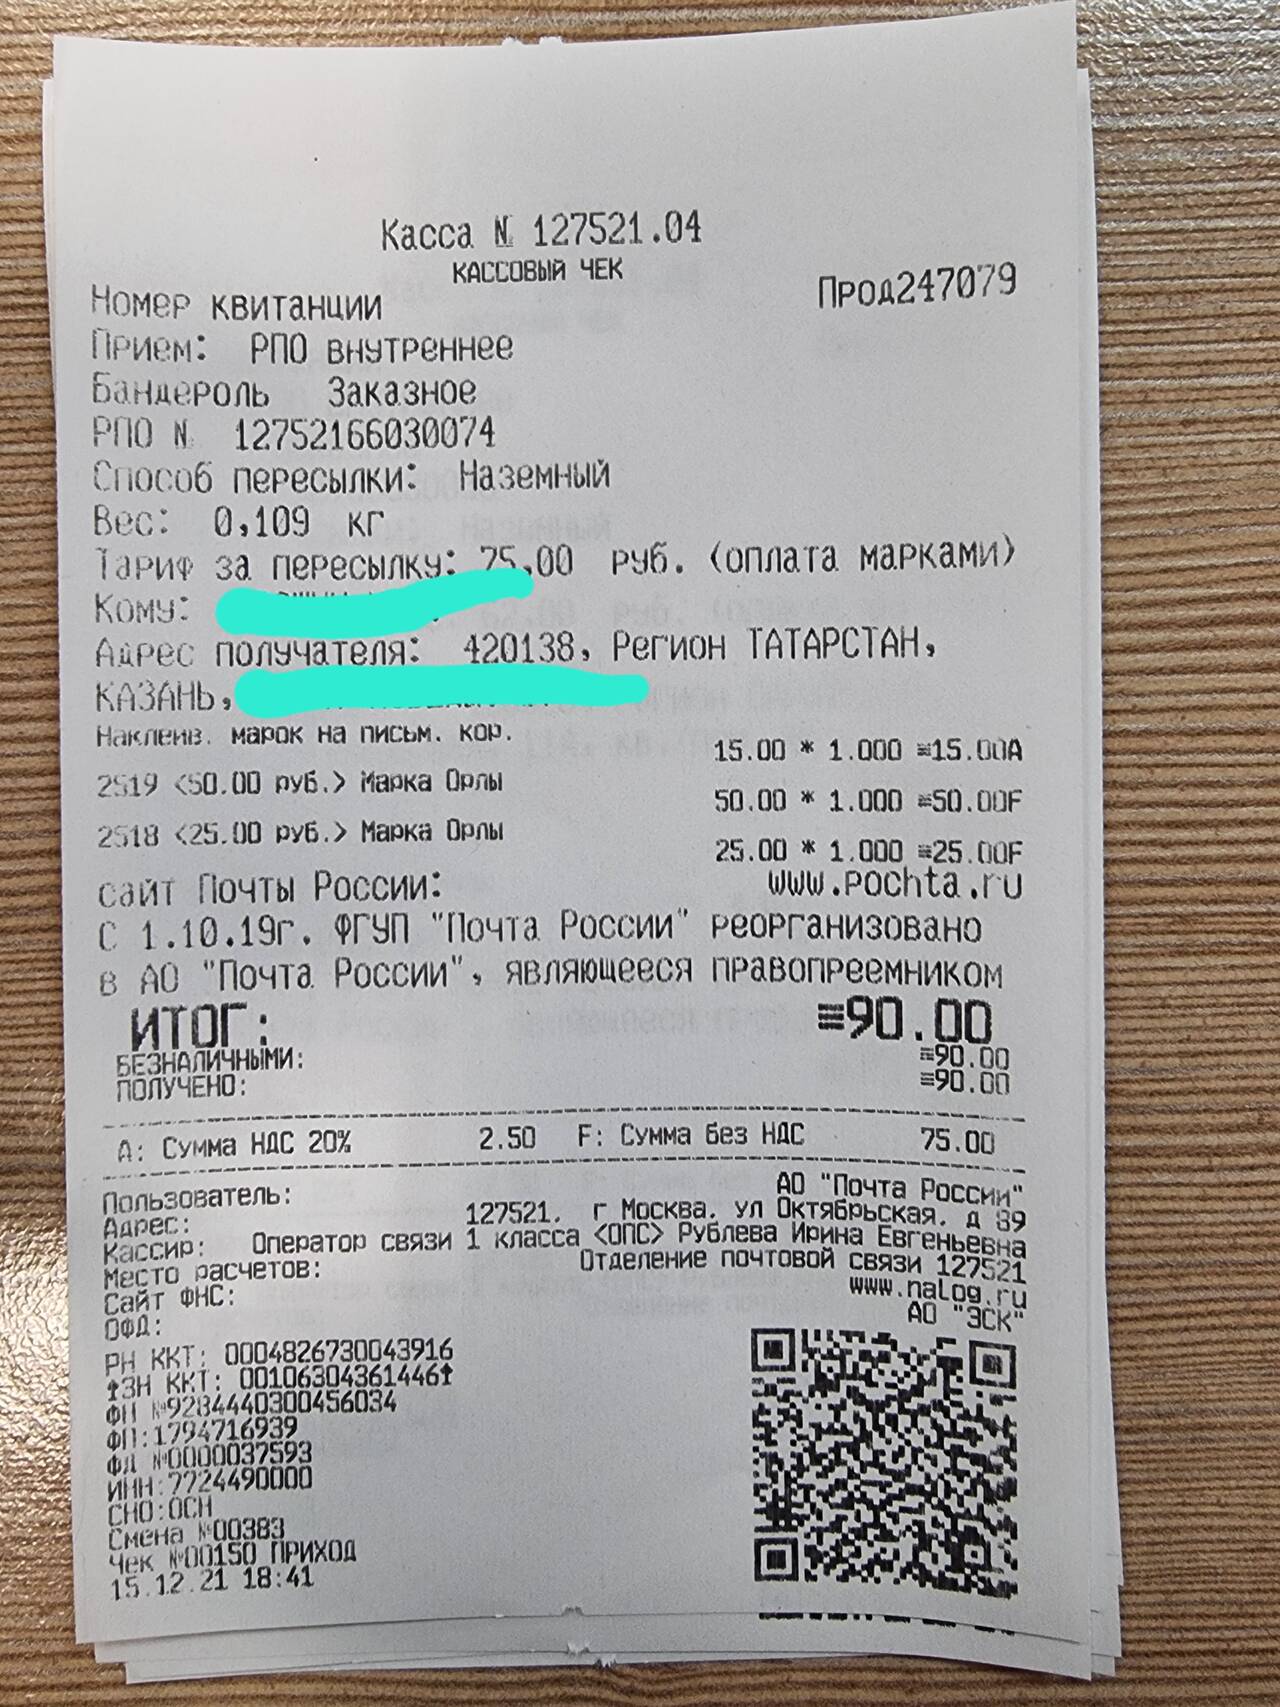 Касса № 127521.04
КАССОВЫЙ ЧЕК
Номер квитанции Прод247079
Прием: РПО внутреннее
Бандероль Заказное
РПО № 12752166030074
Способ пересылки: Наземный
Вес: 0,109 кг
Тариф за пересылку: 75,00 руб. (оплата марками)
Кому:
Адрес получателя: 420138, Регион ТАТАРСТАН,
КАЗАНЬ,
Наклеив. марок на письм. кор.
15.00 * 1.000 ≡15.00A
2519 <50.00 руб.> Марка Орлы
50.00 * 1.000 ≡50.00F
2518 <25.00 руб.> Марка Орлы
25.00 * 1.000 ≡25.00F
сайт Почты России: www.pochta.ru
С 1.10.19г. ФГУП "Почта России" реорганизовано
в АО "Почта России", являющееся правопреемником
ИТОГ: ≡90.00
БЕЗНАЛИЧНЫМИ: ≡90.00
ПОЛУЧЕНО: ≡90.00
A: Сумма НДС 20% 2.50 F: Сумма без НДС 75.00
Пользователь: АО "Почта России"
Адрес: 127521, г Москва, ул Октябрьская, д 89
Кассир: Оператор связи 1 класса <ОПС> Рублева Ирина Евгеньевна
Место расчетов: Отделение почтовой связи 127521
Сайт ФНС: www.nalog.ru
ОФД: АО "ЭСК"
РН ККТ: 0004826730043916
↑ЗН ККТ: 00106304361446↑
ФН №9284440300456034
ФП:1794716939
ФД №0000037593
ИНН:7724490000
СНО:ОСН
Смена №00383
Чек №00150 ПРИХОД
15.12.21 18:41